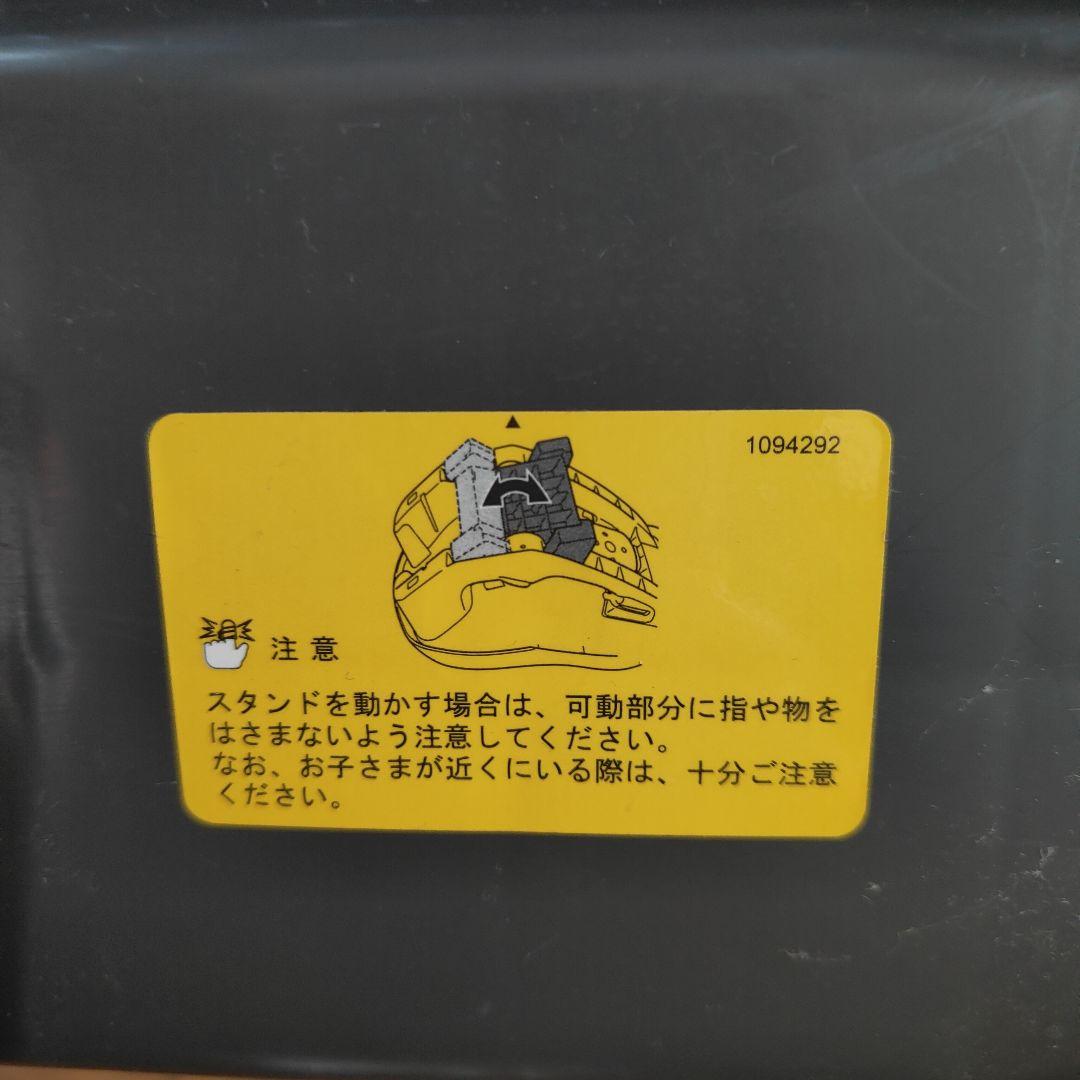 1094292
注意
スタンドを動かす場合は、可動部分に指や物を
はさまないよう注意してください。
なお、お子さまが近くにいる際は、十分ご注意
ください。